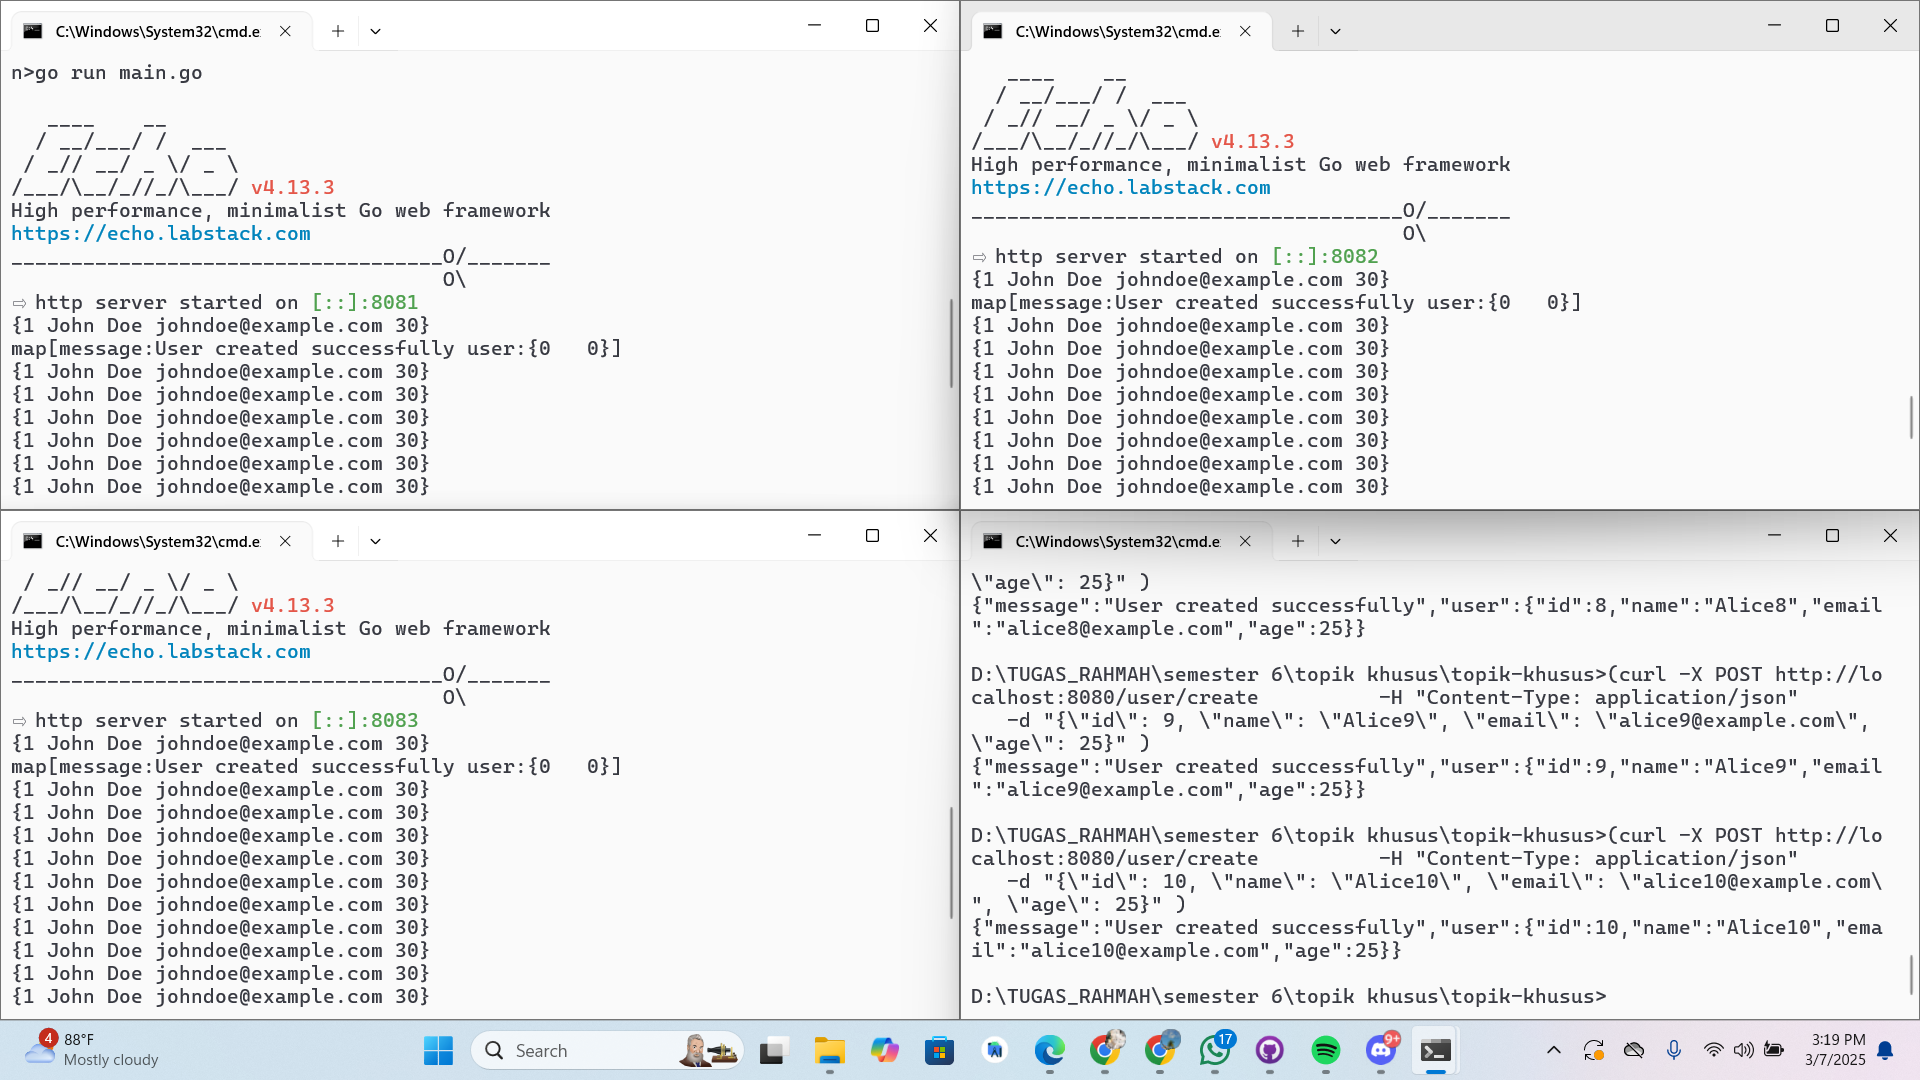 C:\Windows\System32\cmd.e
n>go run main.go
   ____    __
  / __/___/ /  ___
 / _// __/ _ \/ _ \
/___/\__/_//_/\___/ v4.13.3
High performance, minimalist Go web framework
https://echo.labstack.com
____________________________________O/_______
                                    O\
⇨ http server started on [::]:8081
{1 John Doe johndoe@example.com 30}
map[message:User created successfully user:{0   0}]
{1 John Doe johndoe@example.com 30}
{1 John Doe johndoe@example.com 30}
{1 John Doe johndoe@example.com 30}
{1 John Doe johndoe@example.com 30}
{1 John Doe johndoe@example.com 30}
{1 John Doe johndoe@example.com 30}
C:\Windows\System32\cmd.e
   ____    __
  / __/___/ /  ___
 / _// __/ _ \/ _ \
/___/\__/_//_/\___/ v4.13.3
High performance, minimalist Go web framework
https://echo.labstack.com
____________________________________O/_______
                                    O\
⇨ http server started on [::]:8082
{1 John Doe johndoe@example.com 30}
map[message:User created successfully user:{0   0}]
{1 John Doe johndoe@example.com 30}
{1 John Doe johndoe@example.com 30}
{1 John Doe johndoe@example.com 30}
{1 John Doe johndoe@example.com 30}
{1 John Doe johndoe@example.com 30}
{1 John Doe johndoe@example.com 30}
{1 John Doe johndoe@example.com 30}
{1 John Doe johndoe@example.com 30}
C:\Windows\System32\cmd.e
 / _// __/ _ \/ _ \
/___/\__/_//_/\___/ v4.13.3
High performance, minimalist Go web framework
https://echo.labstack.com
____________________________________O/_______
                                    O\
⇨ http server started on [::]:8083
{1 John Doe johndoe@example.com 30}
map[message:User created successfully user:{0   0}]
{1 John Doe johndoe@example.com 30}
{1 John Doe johndoe@example.com 30}
{1 John Doe johndoe@example.com 30}
{1 John Doe johndoe@example.com 30}
{1 John Doe johndoe@example.com 30}
{1 John Doe johndoe@example.com 30}
{1 John Doe johndoe@example.com 30}
{1 John Doe johndoe@example.com 30}
{1 John Doe johndoe@example.com 30}
{1 John Doe johndoe@example.com 30}
C:\Windows\System32\cmd.e
\"age\": 25}" )
{"message":"User created successfully","user":{"id":8,"name":"Alice8","email
":"alice8@example.com","age":25}}
D:\TUGAS_RAHMAH\semester 6\topik khusus\topik-khusus>(curl -X POST http://lo
calhost:8080/user/create          -H "Content-Type: application/json"
   -d "{\"id\": 9, \"name\": \"Alice9\", \"email\": \"alice9@example.com\",
\"age\": 25}" )
{"message":"User created successfully","user":{"id":9,"name":"Alice9","email
":"alice9@example.com","age":25}}
D:\TUGAS_RAHMAH\semester 6\topik khusus\topik-khusus>(curl -X POST http://lo
calhost:8080/user/create          -H "Content-Type: application/json"
   -d "{\"id\": 10, \"name\": \"Alice10\", \"email\": \"alice10@example.com\
", \"age\": 25}" )
{"message":"User created successfully","user":{"id":10,"name":"Alice10","ema
il":"alice10@example.com","age":25}}
D:\TUGAS_RAHMAH\semester 6\topik khusus\topik-khusus>
4
88°F
Mostly cloudy
Search
17
9+
3:19 PM
3/7/2025